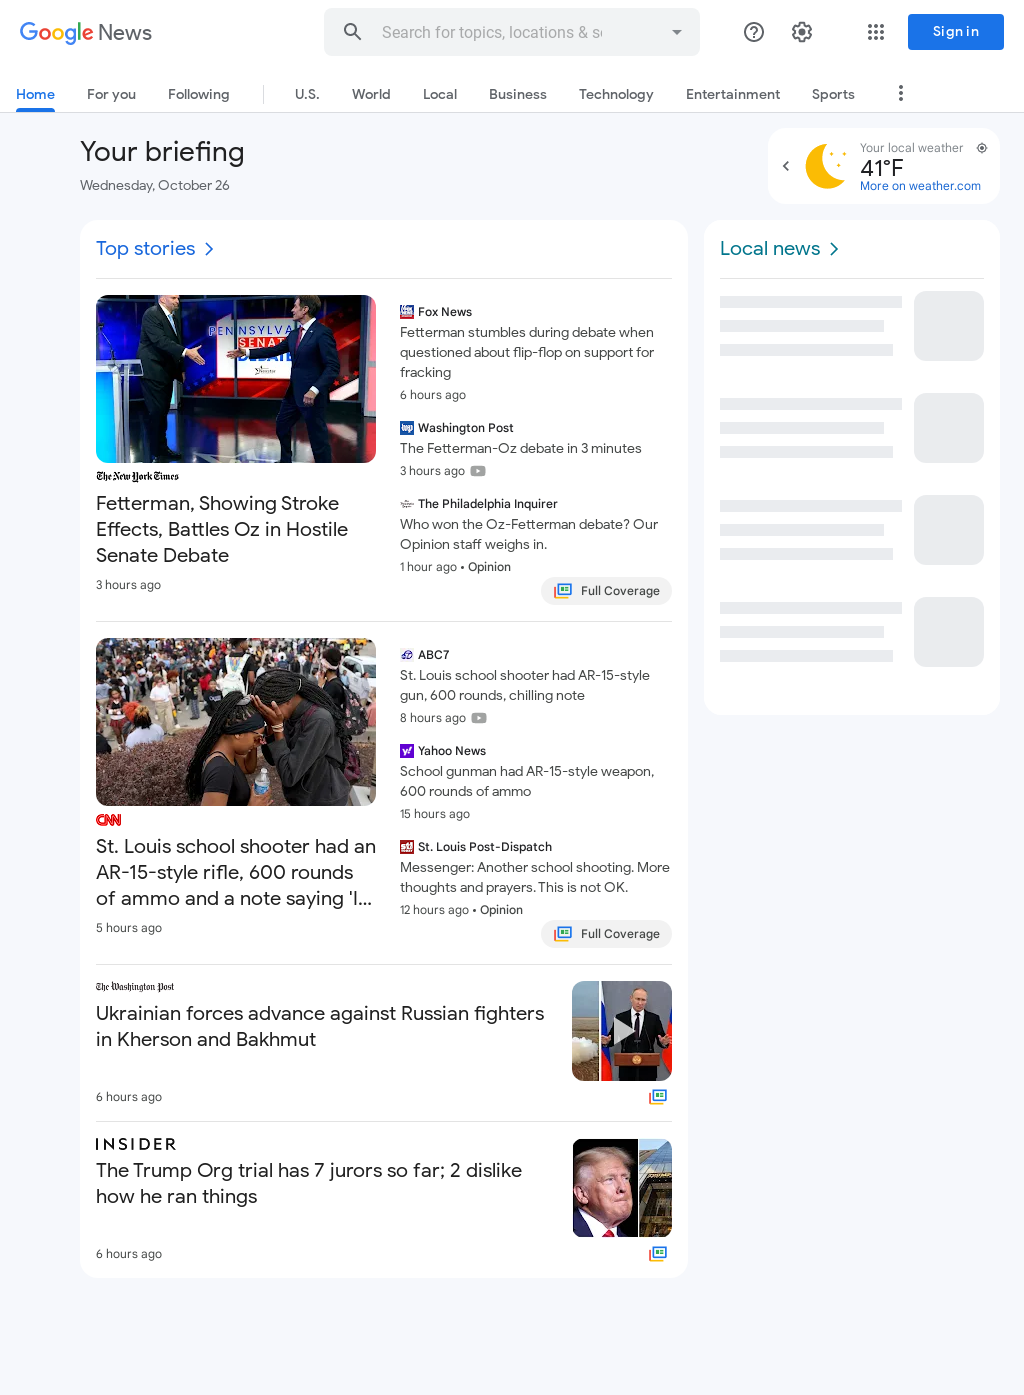 Google News
Search for topics, locations & s
Sign in
Home
For you
Following
U.S.
World
Local
Business
Technology
Entertainment
Sports
Your briefing
Wednesday, October 26
Your local weather
41°F
More on weather.com
Top stories
PENNSYLVA
SENAT
DEBATE
The New York Times
Fetterman, Showing Stroke
Effects, Battles Oz in Hostile
Senate Debate
3 hours ago
Fox News
Fetterman stumbles during debate when
questioned about flip-flop on support for
fracking
6 hours ago
wp
Washington Post
The Fetterman-Oz debate in 3 minutes
3 hours ago
The Philadelphia Inquirer
Who won the Oz-Fetterman debate? Our
Opinion staff weighs in.
1 hour ago • Opinion
Full Coverage
CNN
St. Louis school shooter had an
AR-15-style rifle, 600 rounds
of ammo and a note saying 'I...
5 hours ago
ABC7
St. Louis school shooter had AR-15-style
gun, 600 rounds, chilling note
8 hours ago
y!
Yahoo News
School gunman had AR-15-style weapon,
600 rounds of ammo
15 hours ago
stl
St. Louis Post-Dispatch
Messenger: Another school shooting. More
thoughts and prayers. This is not OK.
12 hours ago • Opinion
Full Coverage
The Washington Post
Ukrainian forces advance against Russian fighters
in Kherson and Bakhmut
6 hours ago
INSIDER
The Trump Org trial has 7 jurors so far; 2 dislike
how he ran things
6 hours ago
Local news